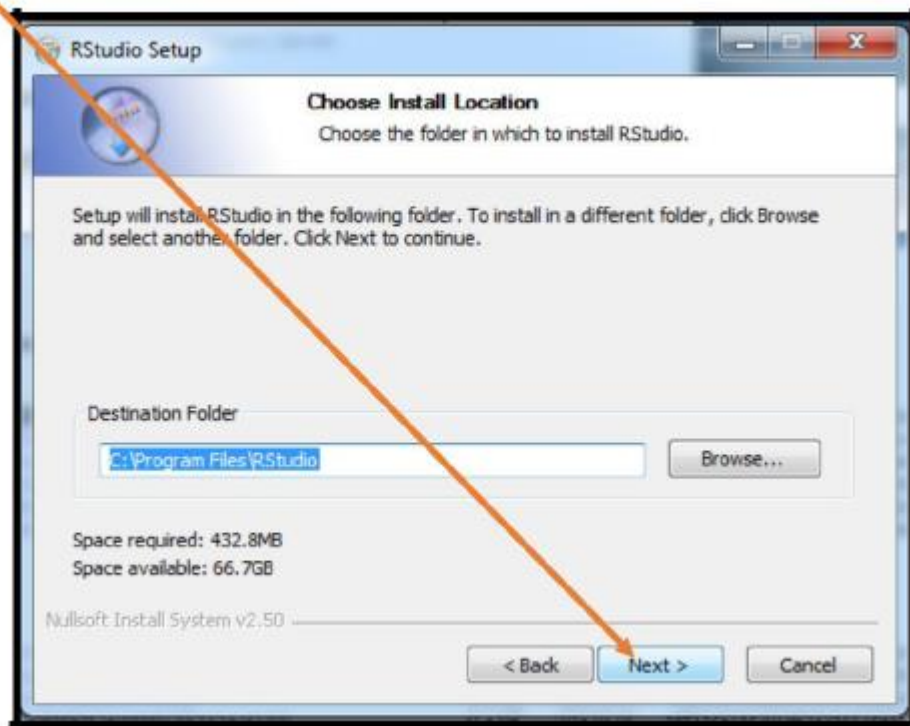 RStudio Setup
Choose Install Location
Choose the folder in which to install RStudio.
Setup will install RStudio in the following folder. To install in a different folder, click Browse
and select another folder. Click Next to continue.
Destination Folder
C:\Program Files\RStudio
Browse...
Space required: 432.8MB
Space available: 66.7GB
Nullsoft Install System v2.50
< Back
Next >
Cancel